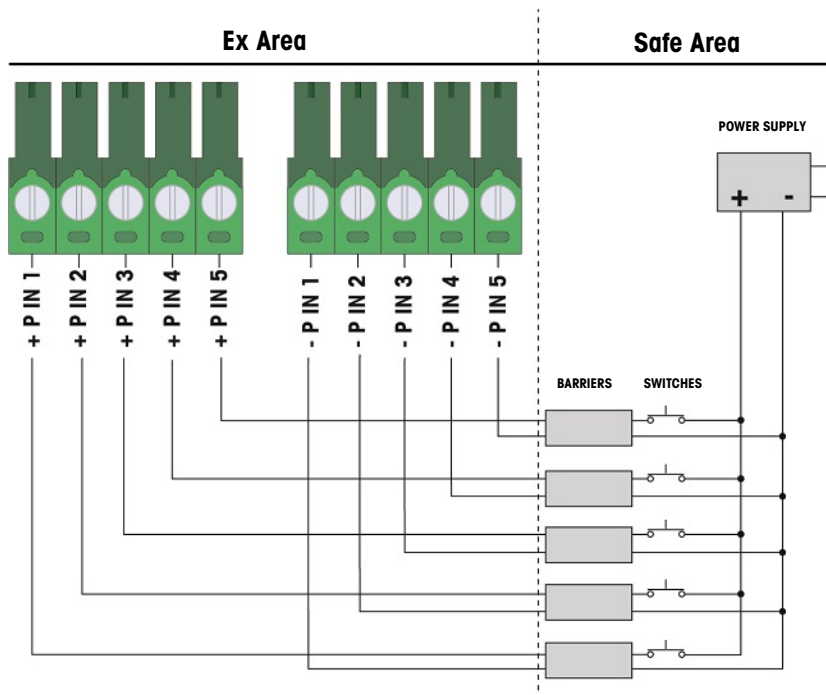 Ex Area
Safe Area
POWER SUPPLY
+ -
+ P IN 1
+ P IN 2
+ P IN 3
+ P IN 4
+ P IN 5
- P IN 1
- P IN 2
- P IN 3
- P IN 4
- P IN 5
BARRIERS
SWITCHES